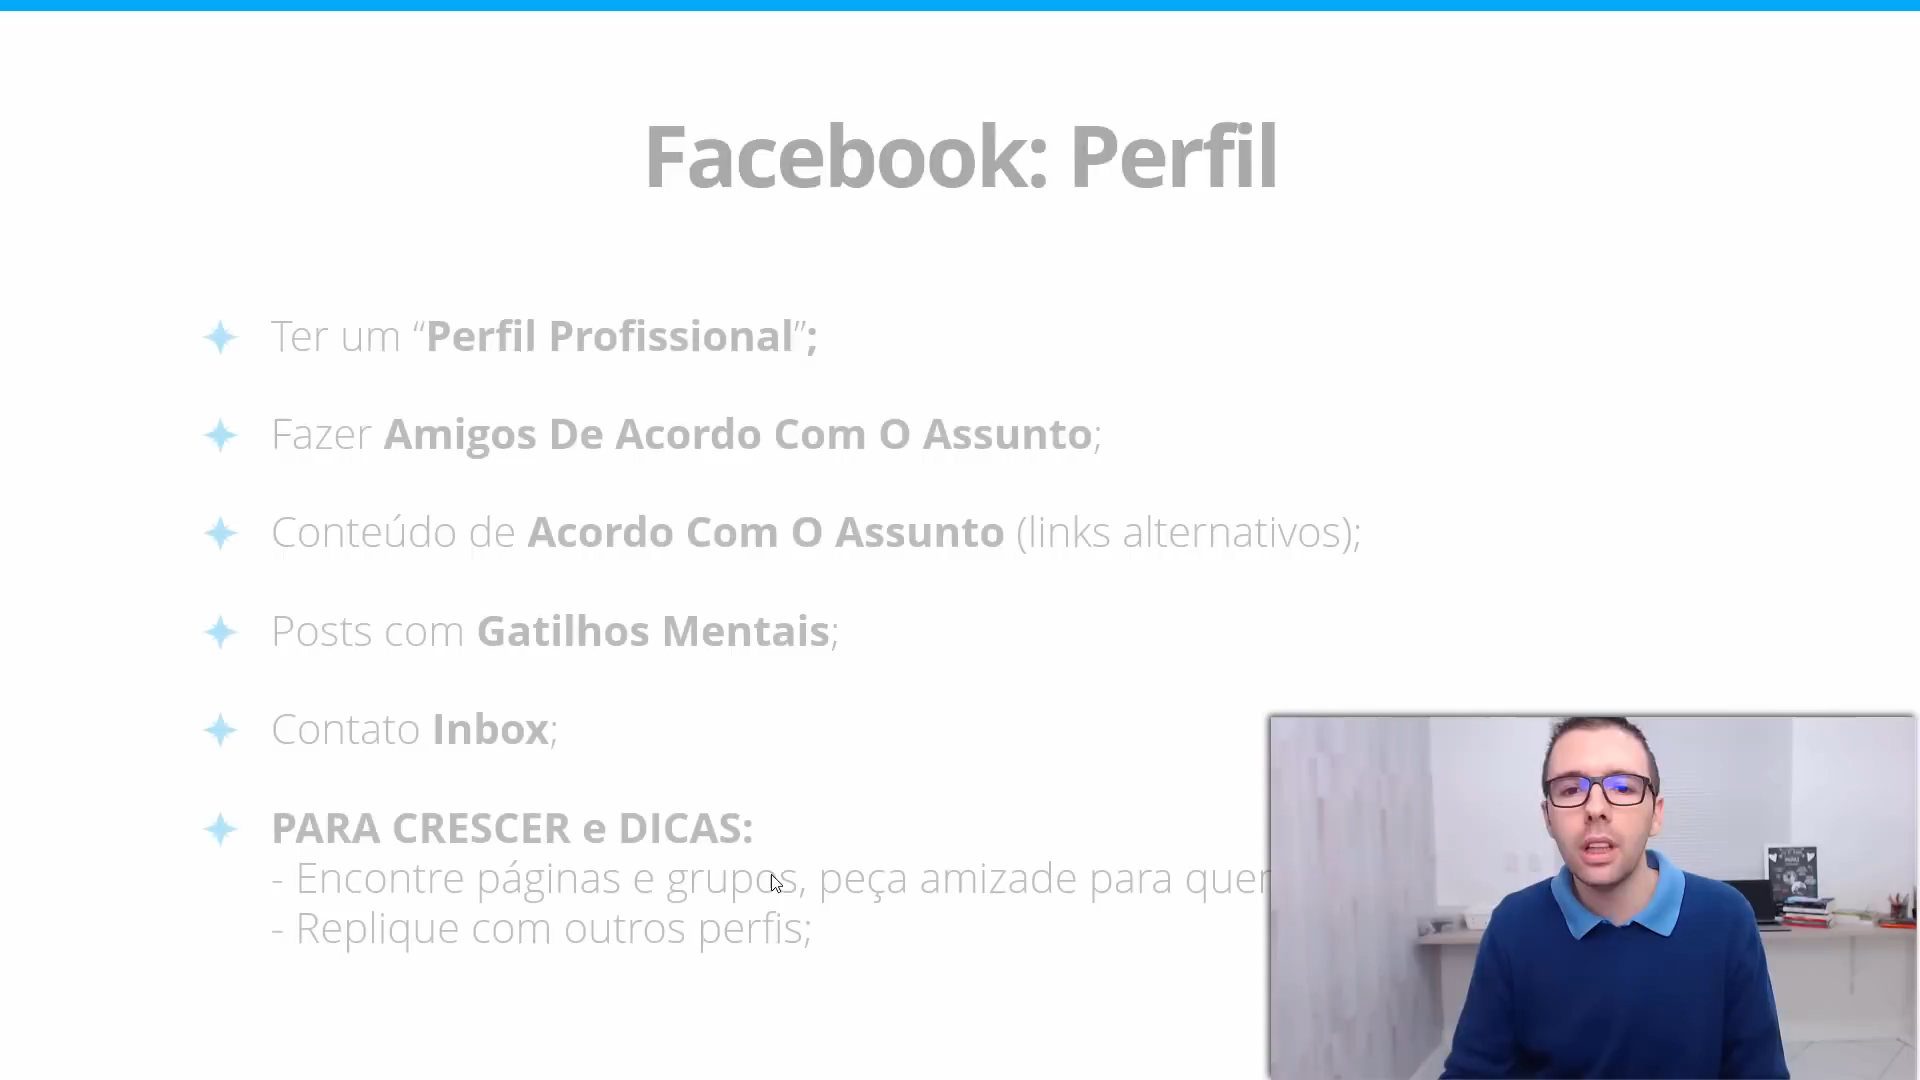 Facebook: Perfil
Ter um “Perfil Profissional”;
Fazer Amigos De Acordo Com O Assunto;
Conteúdo de Acordo Com O Assunto (links alternativos);
Posts com Gatilhos Mentais;
Contato Inbox;
PARA CRESCER e DICAS:
- Encontre páginas e grupos, peça amizade para
- Replique com outros perfis;